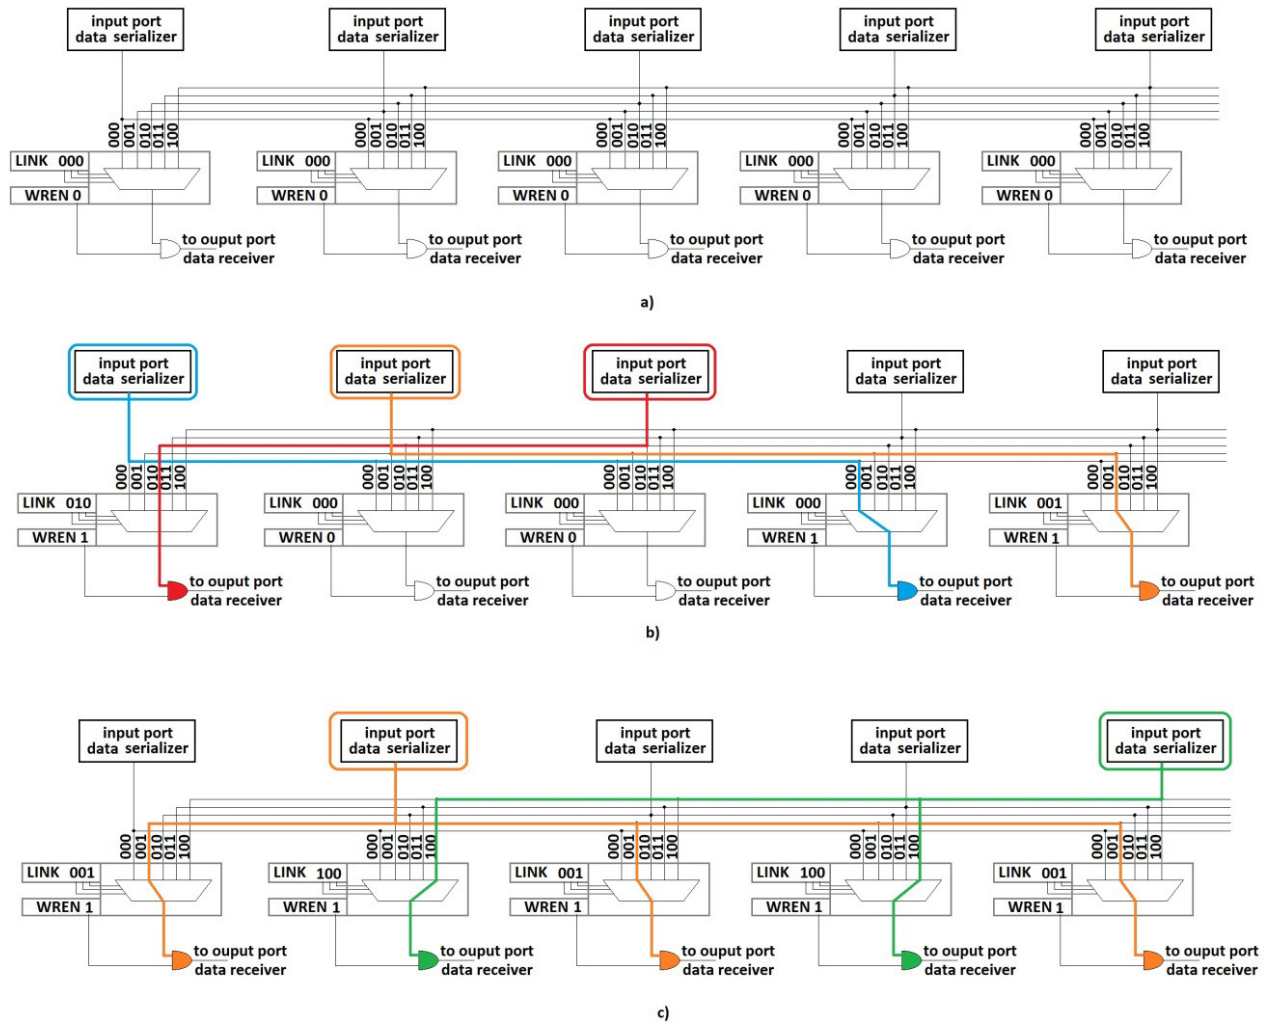 input port input port input port input port input port
data serializer data serializer data serializer data serializer data serializer
000 001 010 011 100 000 001 010 011 100 000 001 010 011 100 000 001 010 011 100 000 001 010 011 100
LINK 000 LINK 000 LINK 000 LINK 000 LINK 000
WREN 0 WREN 0 WREN 0 WREN 0 WREN 0
to ouput port to ouput port to ouput port to ouput port to ouput port
data receiver data receiver data receiver data receiver data receiver
a)
input port input port input port input port input port
data serializer data serializer data serializer data serializer data serializer
000 001 010 011 100 000 001 010 011 100 000 001 010 011 100 000 001 010 011 100 000 001 010 011 100
LINK 010 LINK 000 LINK 000 LINK 000 LINK 001
WREN 1 WREN 0 WREN 0 WREN 1 WREN 1
to ouput port to ouput port to ouput port to ouput port to ouput port
data receiver data receiver data receiver data receiver data receiver
b)
input port input port input port input port input port
data serializer data serializer data serializer data serializer data serializer
000 001 010 011 100 000 001 010 011 100 000 001 010 011 100 000 001 010 011 100 000 001 010 011 100
LINK 001 LINK 100 LINK 001 LINK 100 LINK 001
WREN 1 WREN 1 WREN 1 WREN 1 WREN 1
to ouput port to ouput port to ouput port to ouput port to ouput port
data receiver data receiver data receiver data receiver data receiver
c)